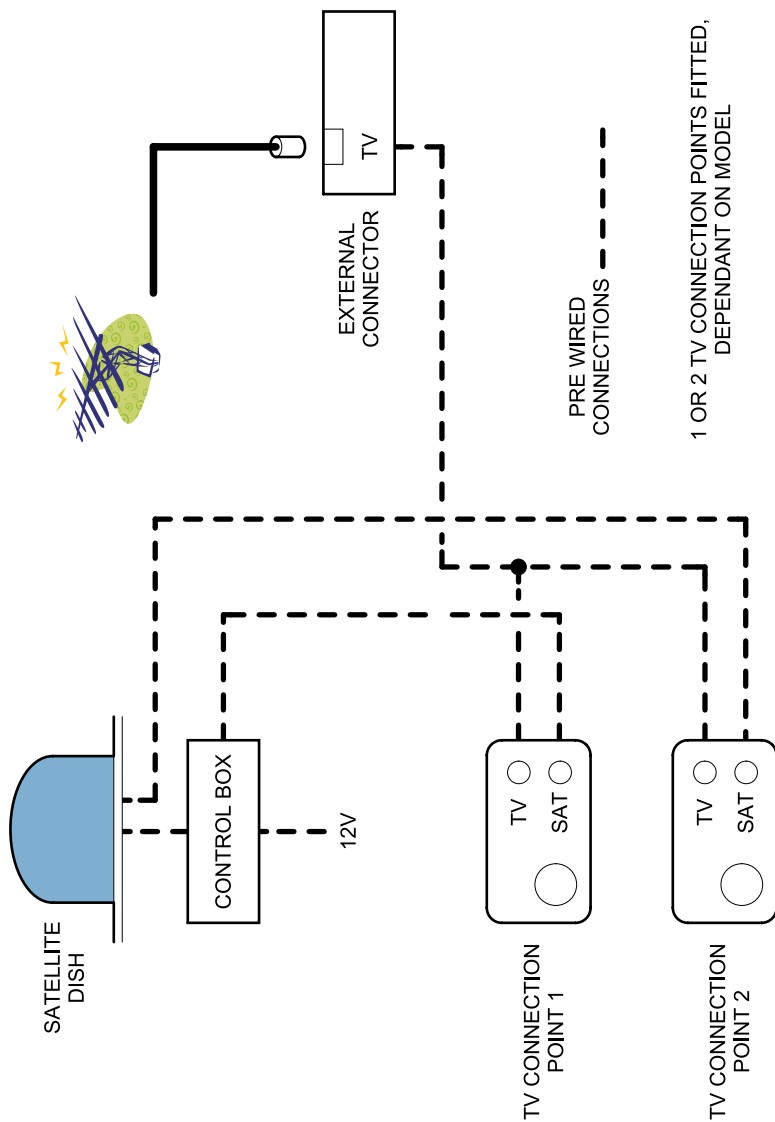 SATELLITE
DISH
CONTROL BOX
12V
TV CONNECTION
POINT 1
TV
SAT
TV CONNECTION
POINT 2
TV
SAT
EXTERNAL
CONNECTOR
TV
PRE WIRED
CONNECTIONS
1 OR 2 TV CONNECTION POINTS FITTED,
DEPENDANT ON MODEL